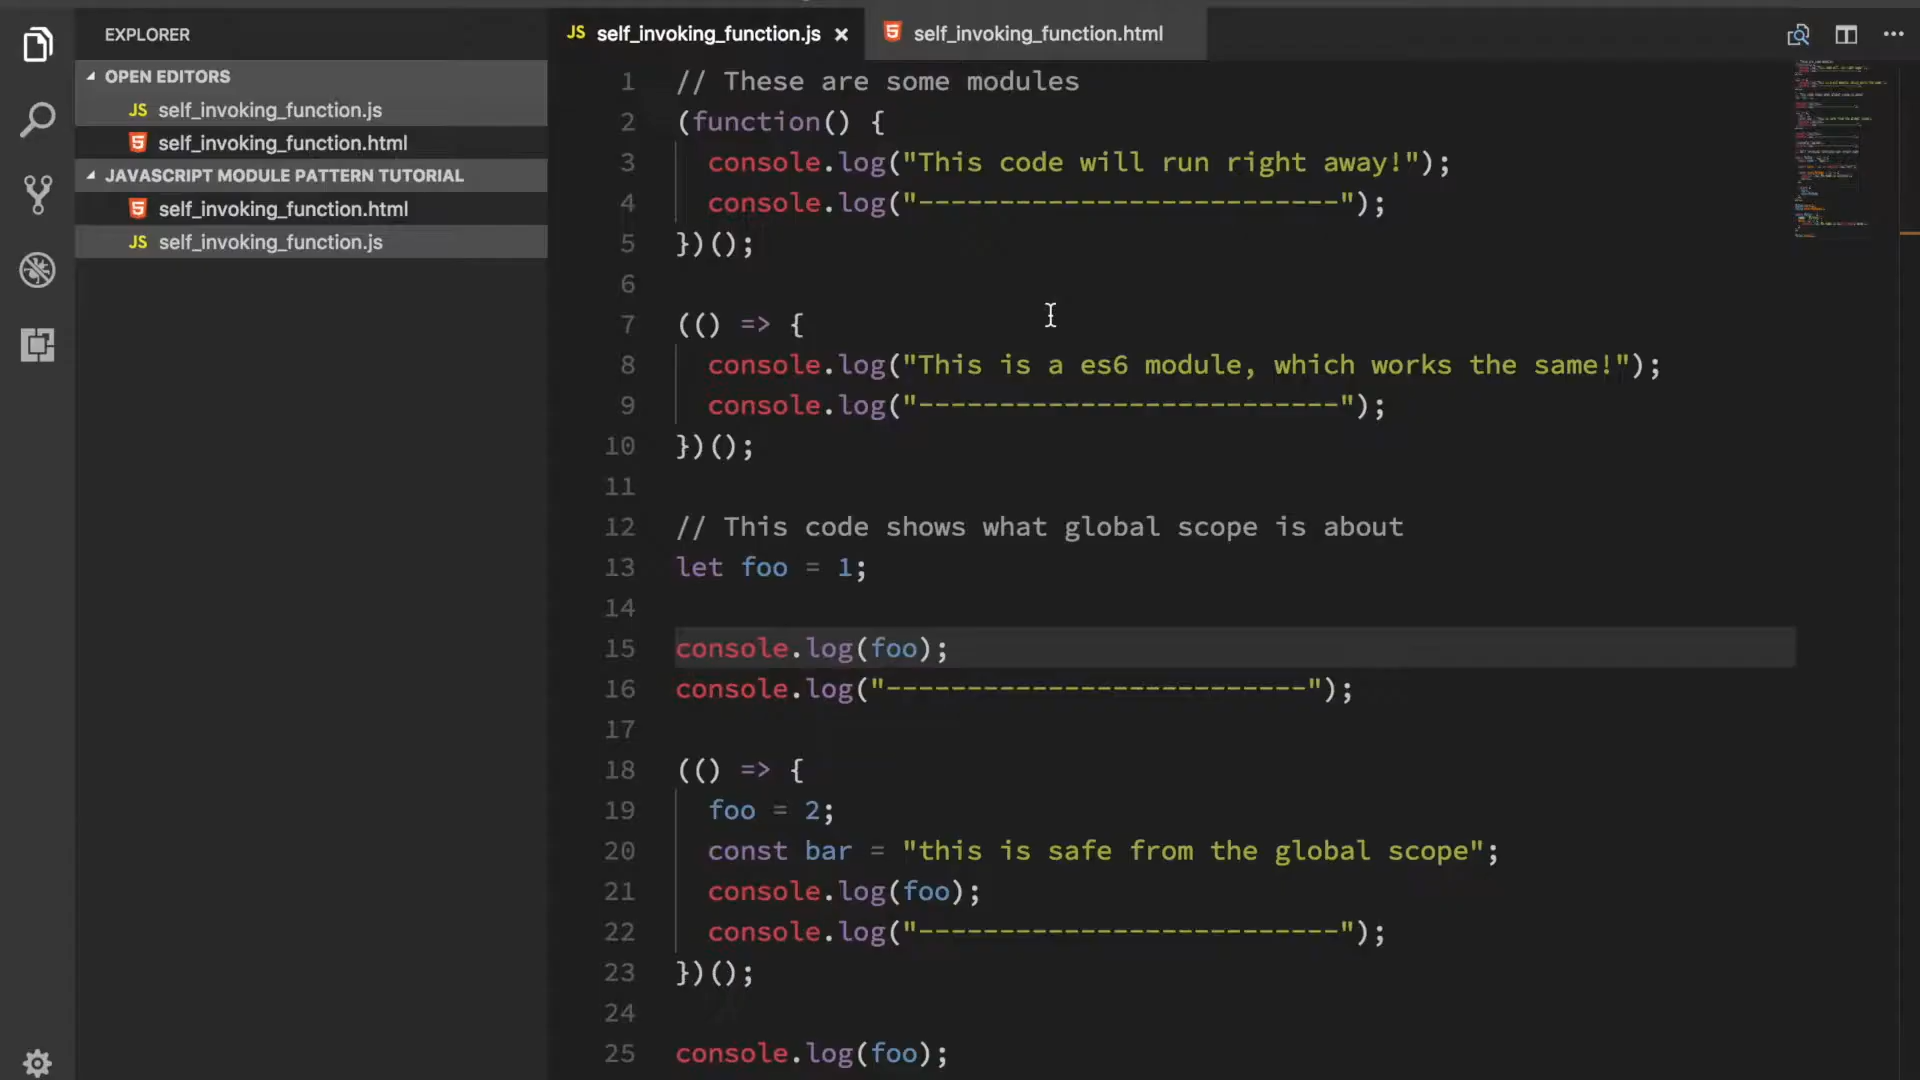 EXPLORER
OPEN EDITORS
JS self_invoking_function.js
self_invoking_function.html
JAVASCRIPT MODULE PATTERN TUTORIAL
self_invoking_function.html
JS self_invoking_function.js
JS self_invoking_function.js × self_invoking_function.html
1 // These are some modules
2 (function() {
3   console.log("This code will run right away!");
4   console.log("--------------------------");
5 })();
6
7 (() => {
8   console.log("This is a es6 module, which works the same!");
9   console.log("--------------------------");
10 })();
11
12 // This code shows what global scope is about
13 let foo = 1;
14
15 console.log(foo);
16 console.log("--------------------------");
17
18 (() => {
19   foo = 2;
20   const bar = "this is safe from the global scope";
21   console.log(foo);
22   console.log("--------------------------");
23 })();
24
25 console.log(foo);